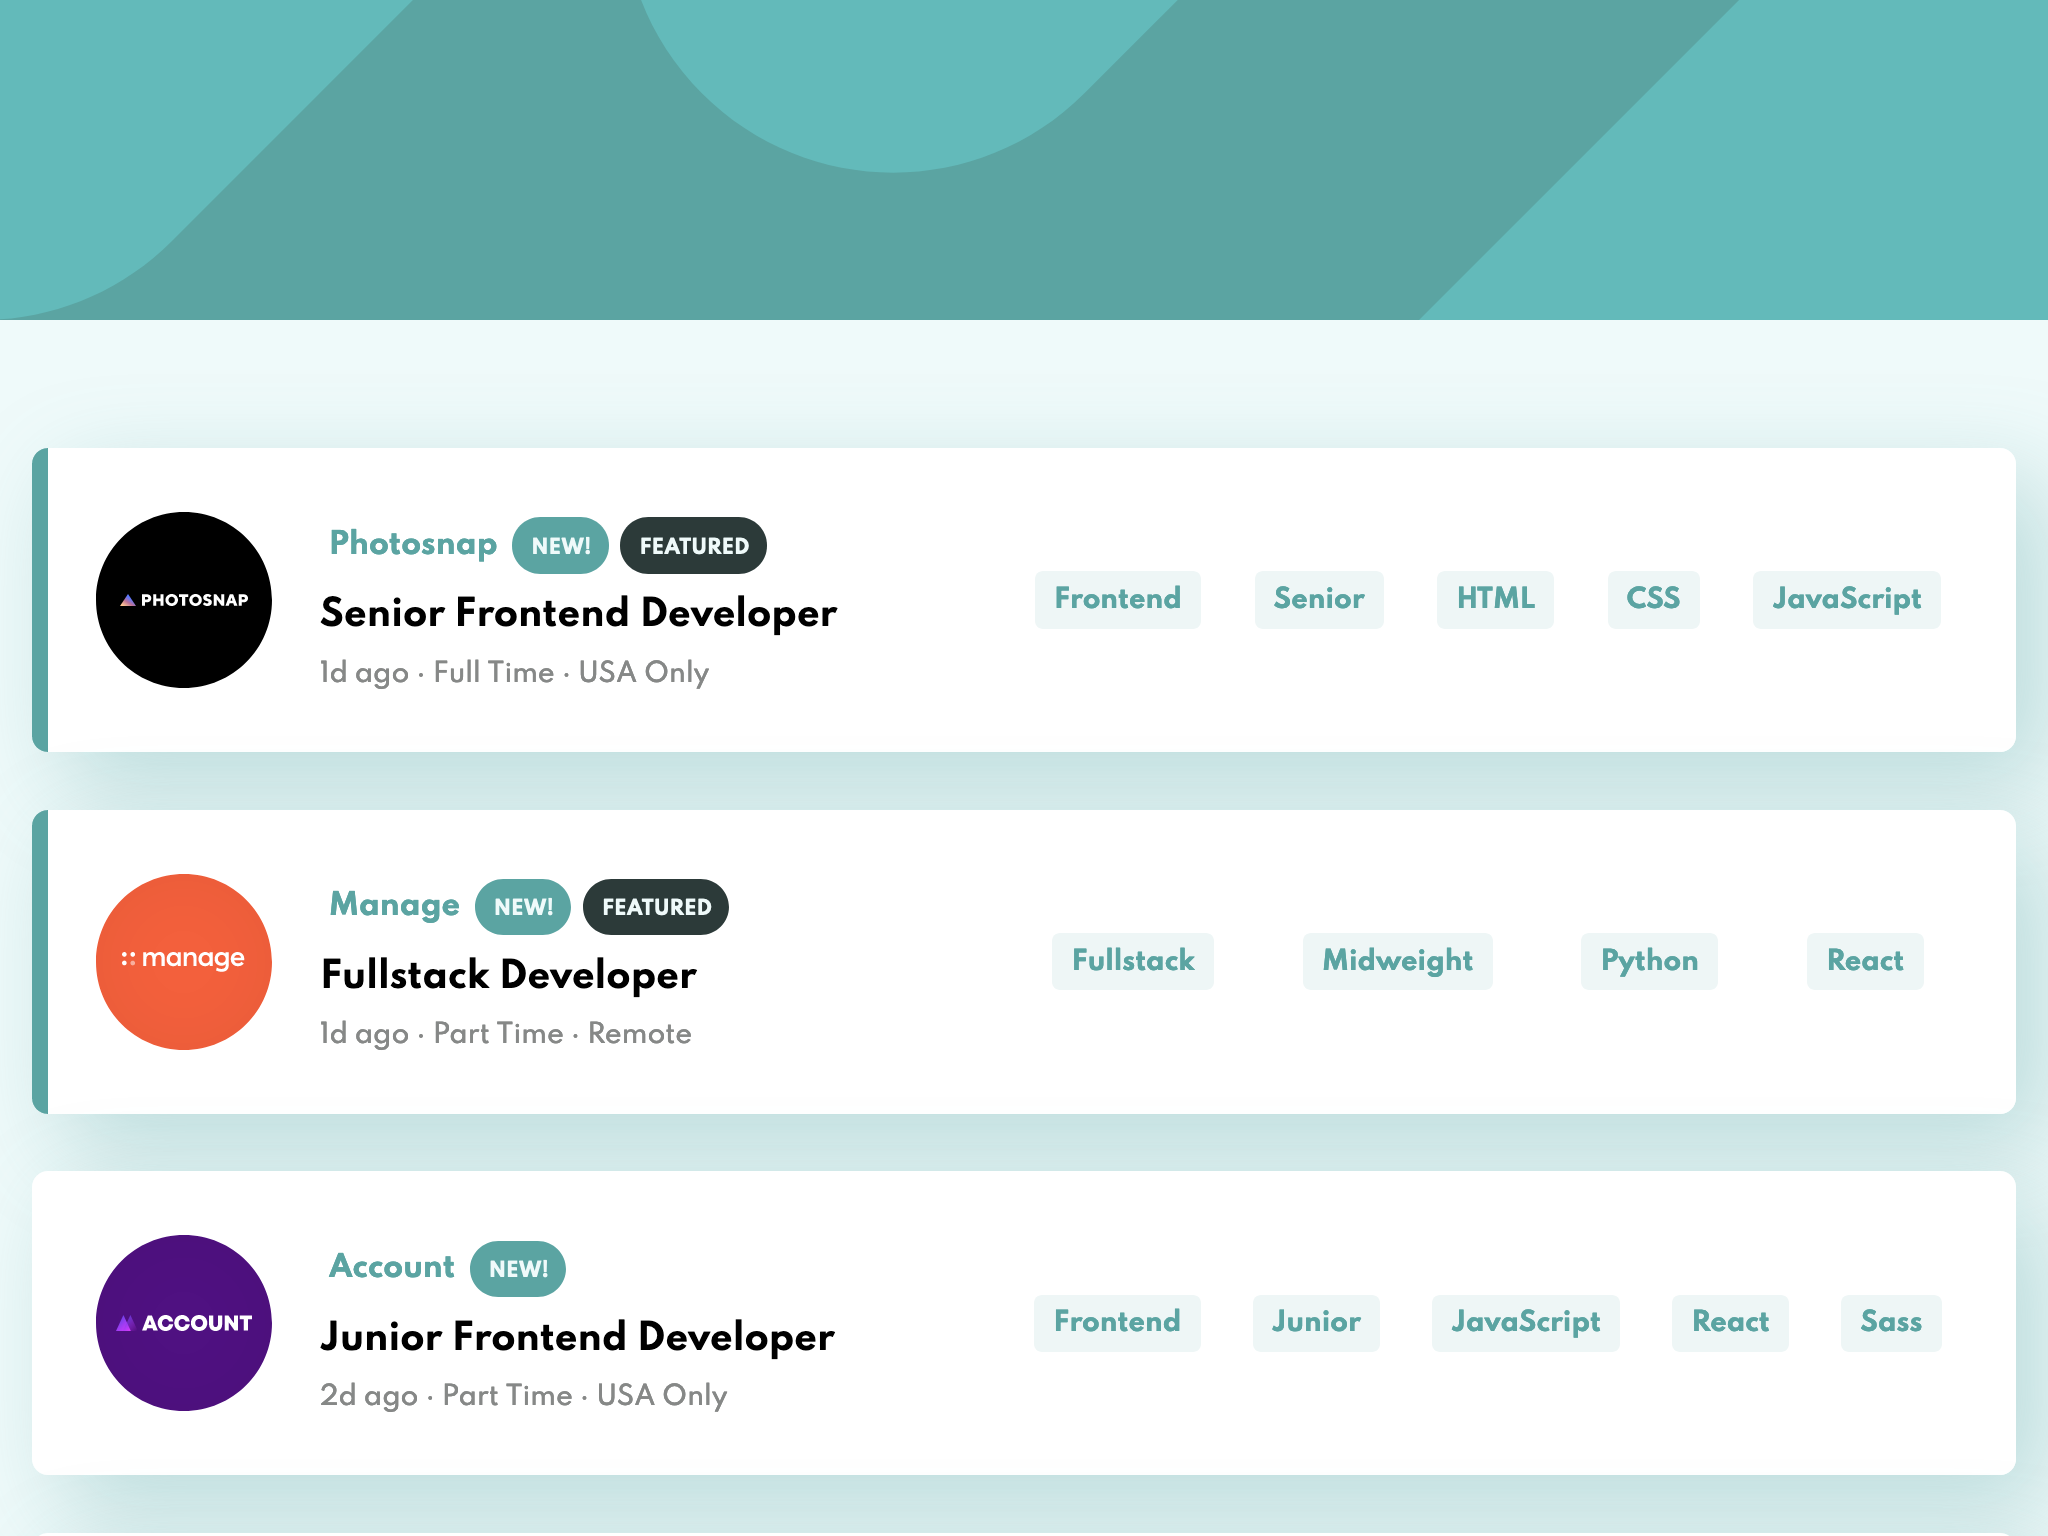 PHOTOSNAP
Photosnap NEW! FEATURED
Senior Frontend Developer
1d ago · Full Time · USA Only
Frontend Senior HTML CSS JavaScript
manage
Manage NEW! FEATURED
Fullstack Developer
1d ago · Part Time · Remote
Fullstack Midweight Python React
ACCOUNT
Account NEW!
Junior Frontend Developer
2d ago · Part Time · USA Only
Frontend Junior JavaScript React Sass